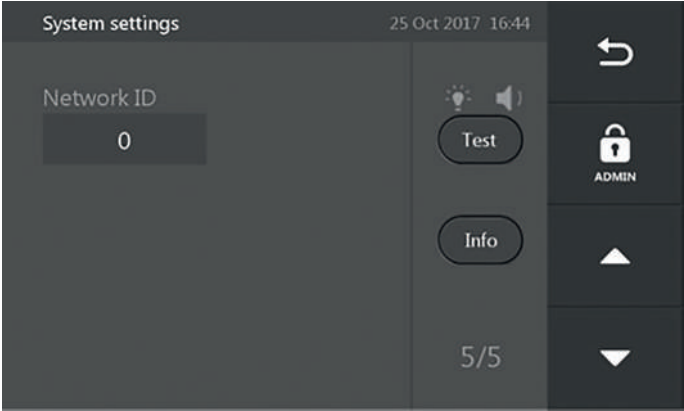 System settings
25 Oct 2017 16:44
Network ID
0
Test
Info
5/5
ADMIN